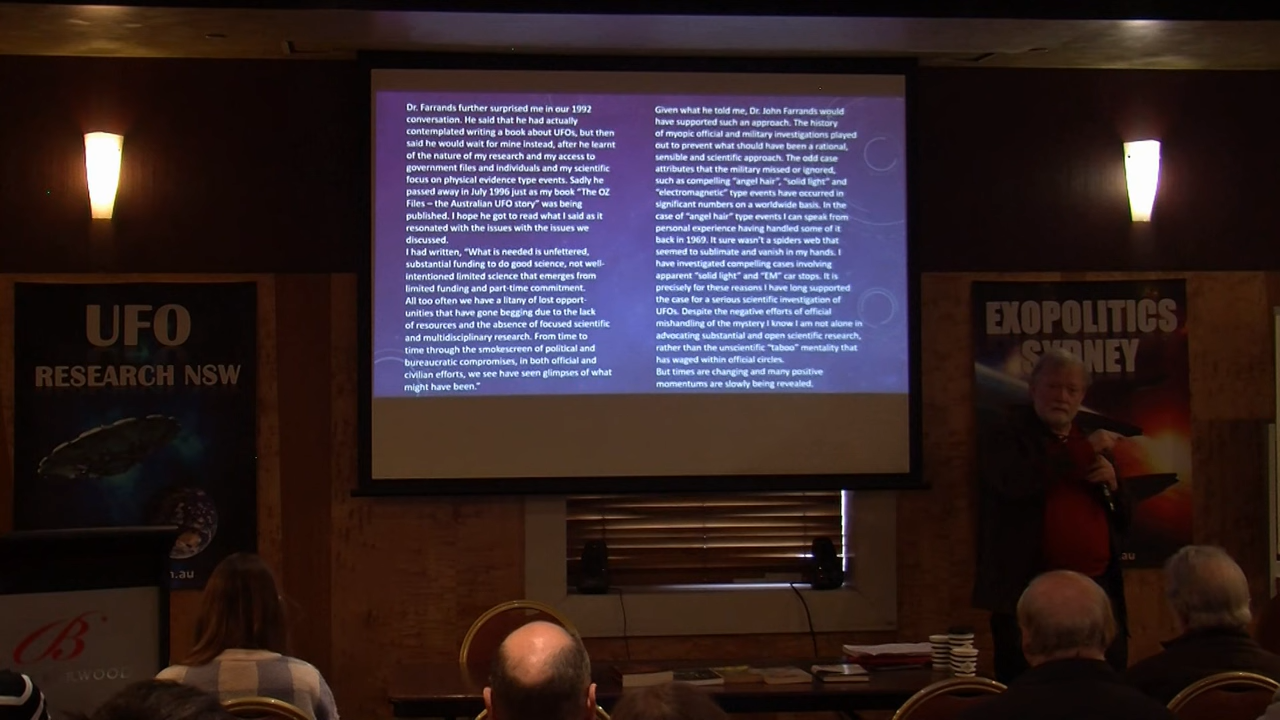 Dr. Farrands further surprised me in our 1992
conversation. He said that he had actually
contemplated writing a book about UFOs, but then
said he would wait for mine instead, after he learnt
of the nature of my research and my access to
government files and individuals and my scientific
focus on physical evidence type events. Sadly he
passed away in July 1996 just as my book "The OZ
Files – the Australian UFO story" was being
published. I hope he got to read what I said as it
resonated with the issues with the issues we
discussed.
I had written, "What is needed is unfettered,
substantial funding to do good science, not well-
intentioned limited science that emerges from
limited funding and part-time commitment.
All too often we have a litany of lost opport-
unities that have gone begging due to the lack
of resources and the absence of focused scientific
and multidisciplinary research. From time to
time through the smokescreen of political and
bureaucratic compromises, in both official and
civilian efforts, we see have seen glimpses of what
might have been."
Given what he told me, Dr. John Farrands would
have supported such an approach. The history
of myopic official and military investigations played
out to prevent what should have been a rational,
sensible and scientific approach. The odd case
attributes that the military missed or ignored,
such as compelling "angel hair", "solid light" and
"electromagnetic" type events have occurred in
significant numbers on a worldwide basis. In the
case of "angel hair" type events I can speak from
personal experience having handled some of it
back in 1969. It sure wasn't a spiders web that
seemed to sublimate and vanish in my hands. I
have investigated compelling cases involving
apparent "solid light" and "EM" car stops. It is
precisely for these reasons I have long supported
the case for a serious scientific investigation of
UFOs. Despite the negative efforts of official
mishandling of the mystery I know I am not alone in
advocating substantial and open scientific research,
rather than the unscientific "taboo" mentality that
has waged within official circles.
But times are changing and many positive
momentums are slowly being revealed.
UFO
RESEARCH NSW
EXOPOLITICS
SYDNEY
.au
.au
B
RWOOD